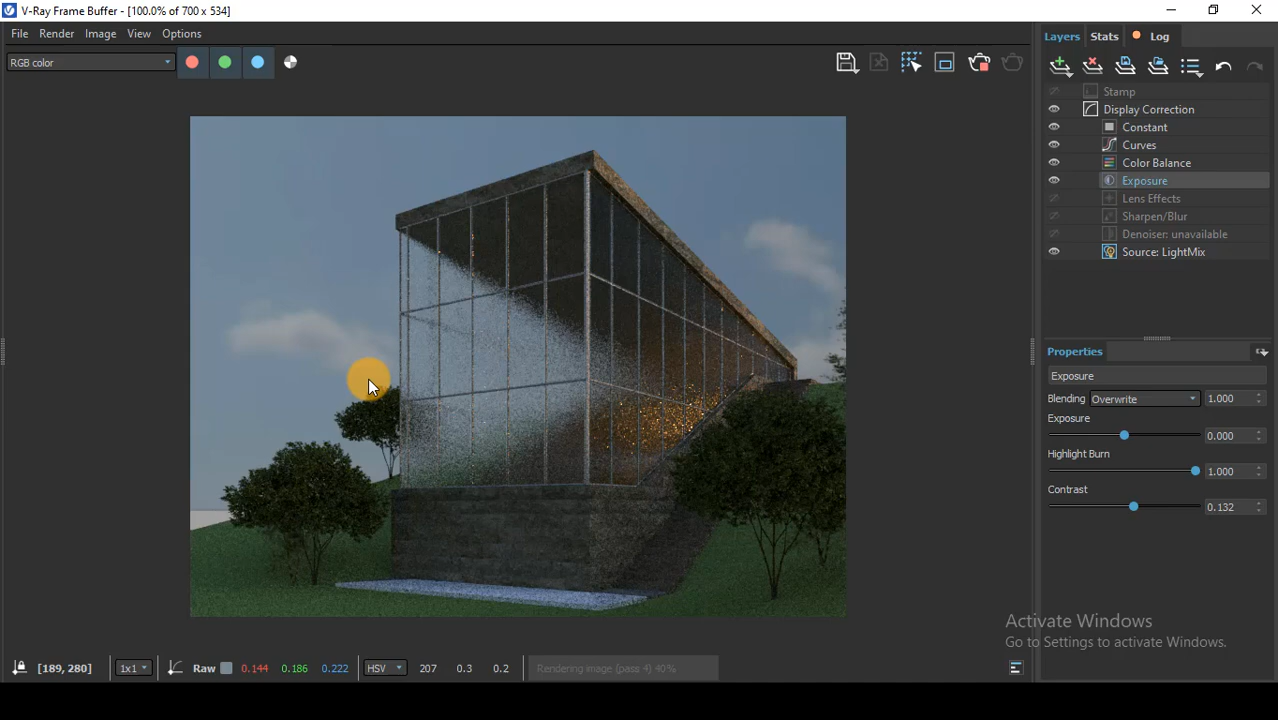 V-Ray Frame Buffer - [100.0% of 700 x 534]
File Render Image View Options
RGB color
Layers Stats Log
Stamp
Display Correction
Constant
Curves
Color Balance
Exposure
Lens Effects
Sharpen/Blur
Denoiser: unavailable
Source: LightMix
Properties
Exposure
Blending Overwrite 1.000
Exposure
0.000
Highlight Burn
1.000
Contrast
0.132
Activate Windows
Go to Settings to activate Windows.
[189, 280] 1x1 Raw 0.144 0.186 0.222 HSV 207 0.3 0.2 Rendering image (pass 4) 40%